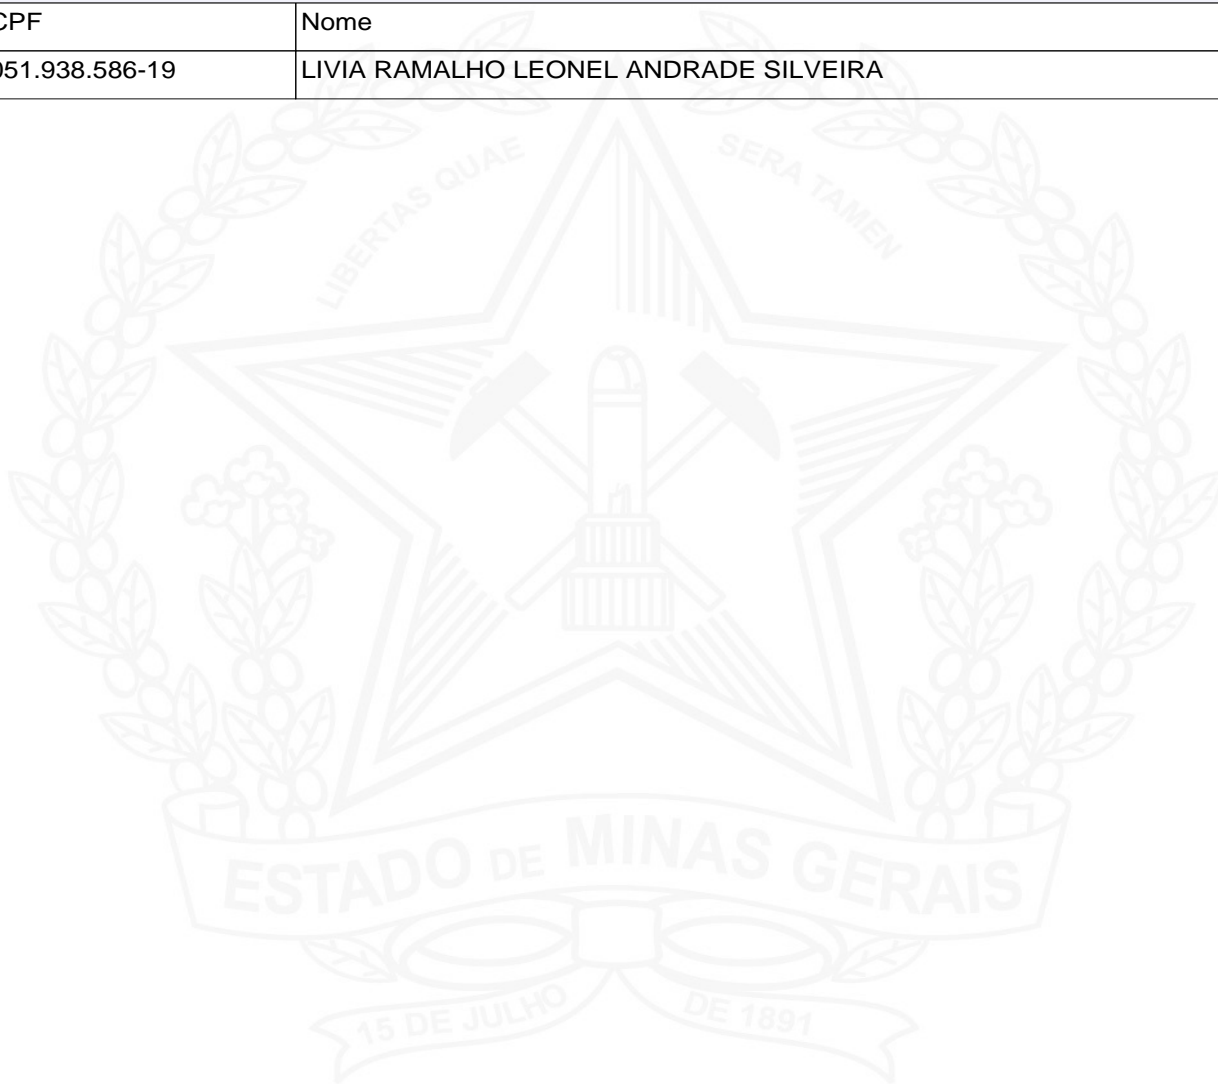 CPF Nome
051.938.586-19 LIVIA RAMALHO LEONEL ANDRADE SILVEIRA
LIBERTAS QUAE SERA TAMEN
ESTADO DE MINAS GERAIS
15 DE JULHO DE 1891